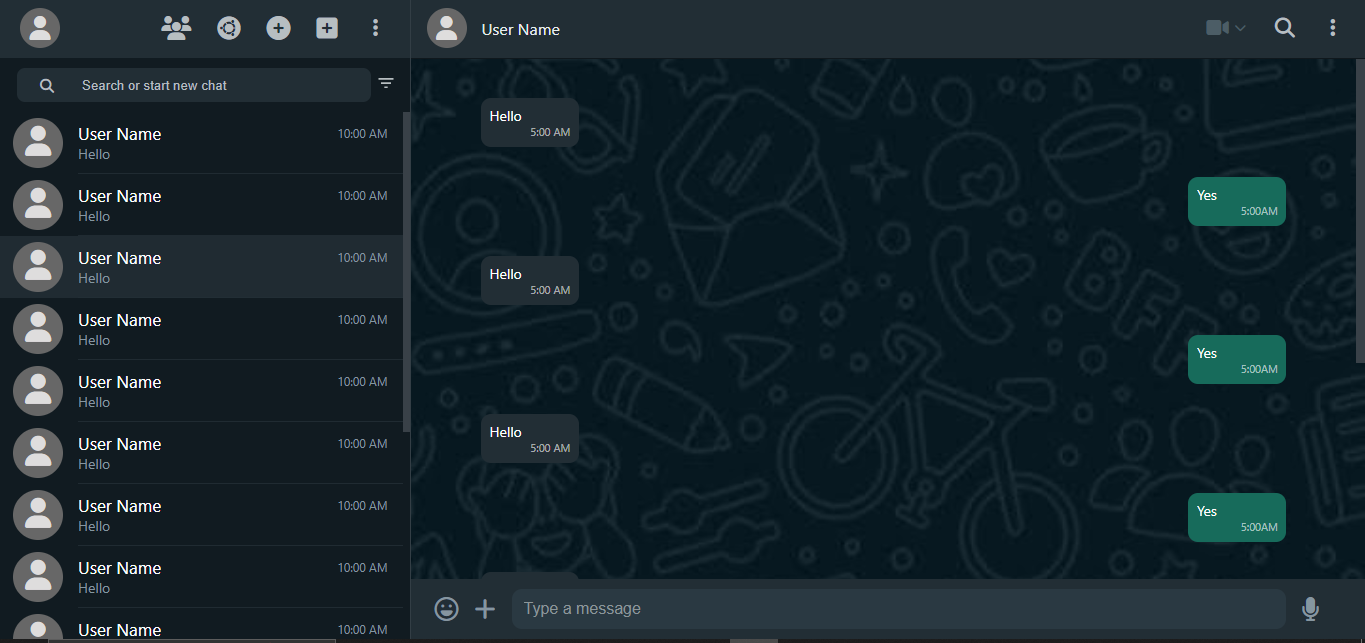 User Name
Search or start new chat
User Name 10:00 AM
Hello
User Name 10:00 AM
Hello
User Name 10:00 AM
Hello
User Name 10:00 AM
Hello
User Name 10:00 AM
Hello
User Name 10:00 AM
Hello
User Name 10:00 AM
Hello
User Name 10:00 AM
Hello
User Name 10:00 AM
Hello
5:00 AM
Yes
5:00AM
Hello
5:00 AM
Yes
5:00AM
Hello
5:00 AM
Yes
5:00AM
BFF
Type a message